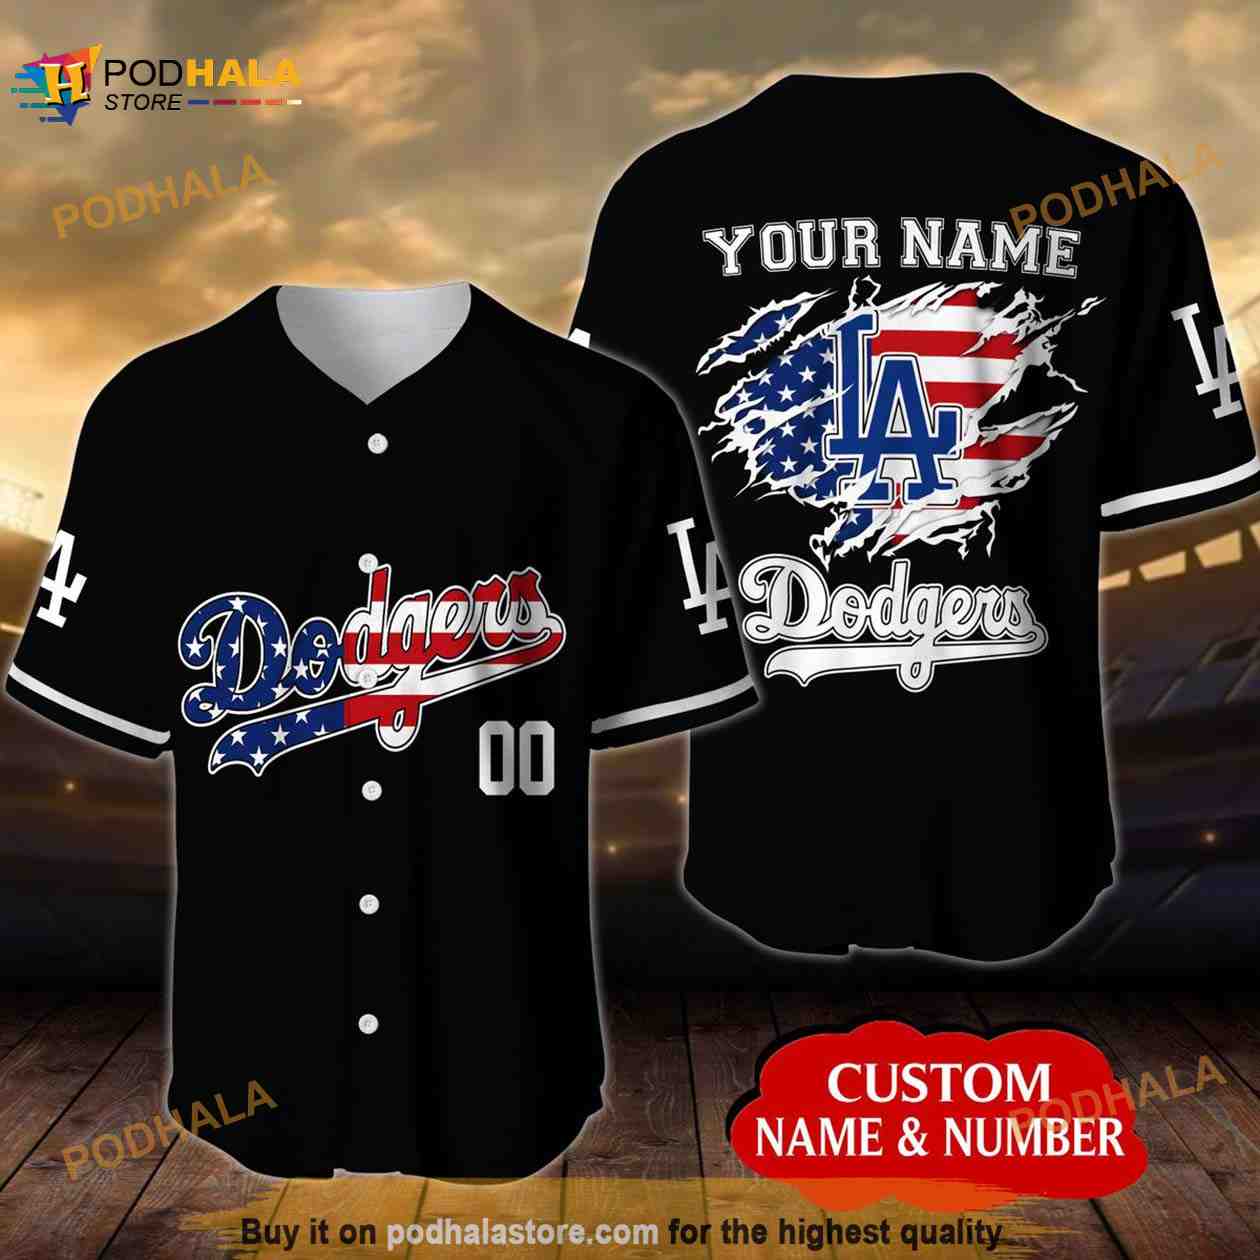 PODHALA
STORE
PODHALA
PODHALA
YOUR NAME
LA
LA
LA
Dodgers
00
LA
Dodgers
CUSTOM
NAME & NUMBER
PODHALA
PODHALA
Buy it on podhalastore.com for the highest quality